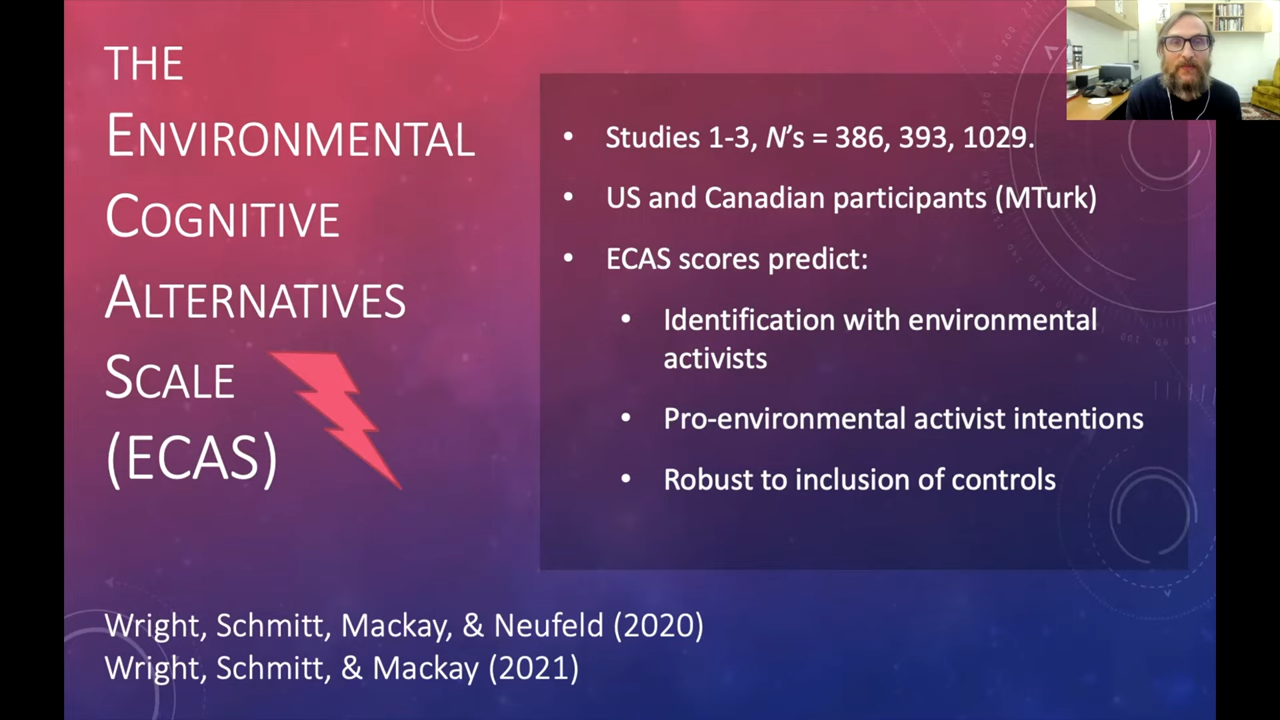 THE
ENVIRONMENTAL
COGNITIVE
ALTERNATIVES
SCALE
(ECAS)
• Studies 1-3, N’s = 386, 393, 1029.
• US and Canadian participants (MTurk)
• ECAS scores predict:
• Identification with environmental
activists
• Pro-environmental activist intentions
• Robust to inclusion of controls
Wright, Schmitt, Mackay, & Neufeld (2020)
Wright, Schmitt, & Mackay (2021)